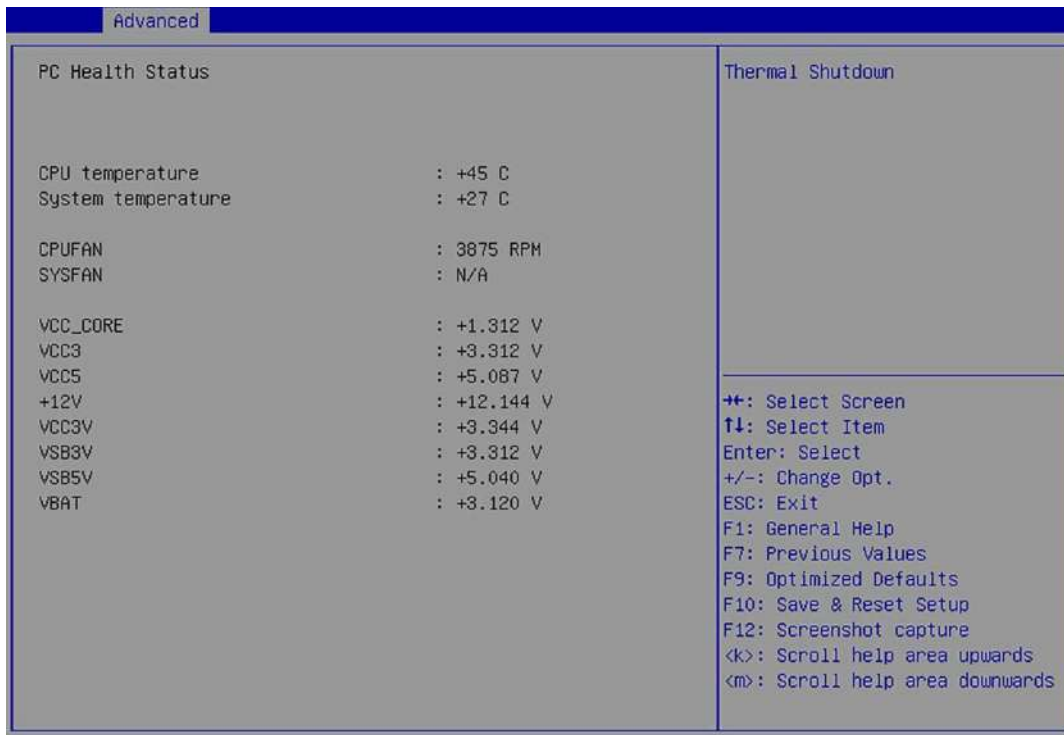 Advanced
PC Health Status
CPU temperature : +45 C
System temperature : +27 C
CPUFAN : 3875 RPM
SYSFAN : N/A
VCC_CORE : +1.312 V
VCC3 : +3.312 V
VCC5 : +5.087 V
+12V : +12.144 V
VCC3V : +3.344 V
VSB3V : +3.312 V
VSB5V : +5.040 V
VBAT : +3.120 V
Thermal Shutdown
→←: Select Screen
↑↓: Select Item
Enter: Select
+/-: Change Opt.
ESC: Exit
F1: General Help
F7: Previous Values
F9: Optimized Defaults
F10: Save & Reset Setup
F12: Screenshot capture
<k>: Scroll help area upwards
<m>: Scroll help area downwards